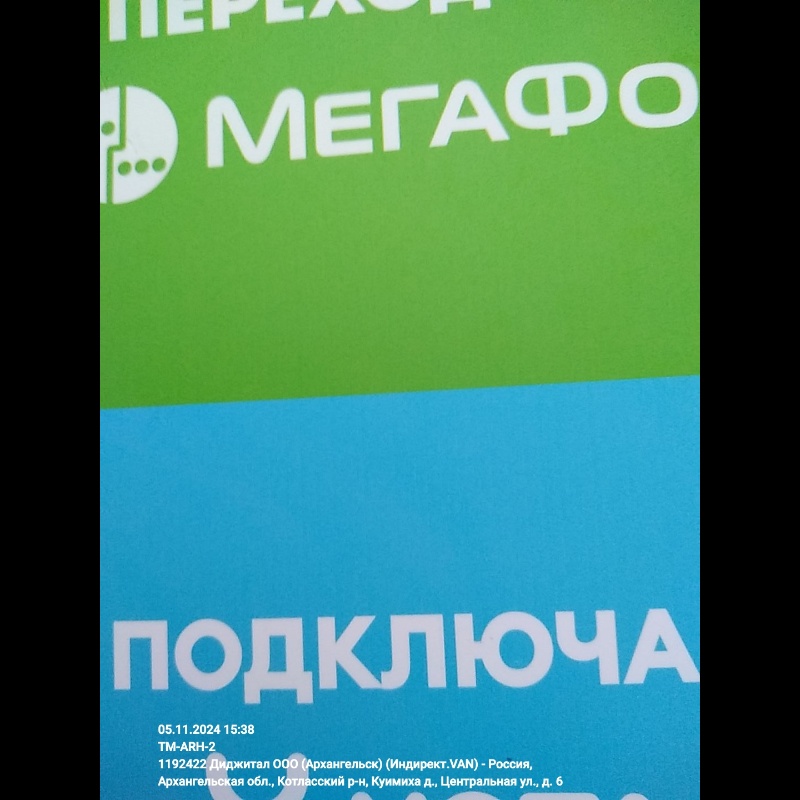 ПЕРЕХОД
МЕГАФО
ПОДКЛЮЧА
05.11.2024 15:38
TM-ARH-2
1192422 Диджитал ООО (Архангельск) (Индирект.VAN) - Россия,
Архангельская обл., Котласский р-н, Куимиха д., Центральная ул., д. 6